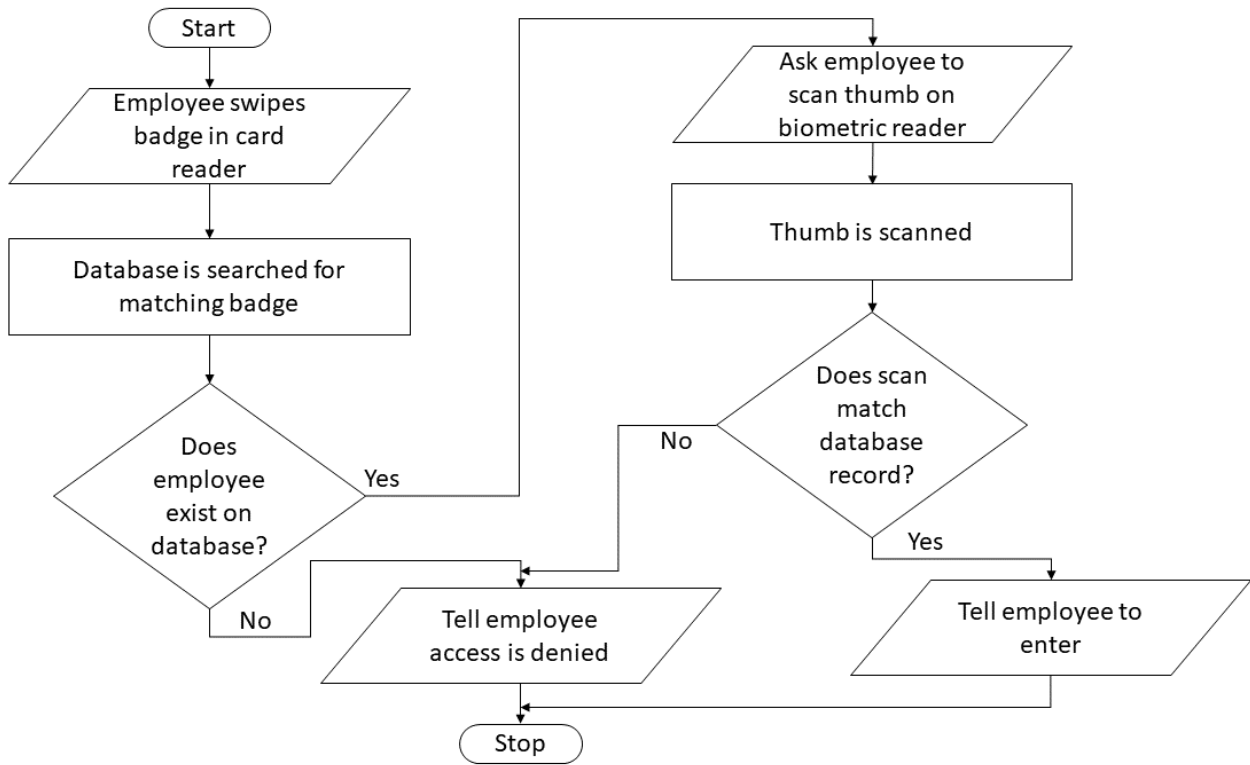 Start
Employee swipes
badge in card
reader
Database is searched for
matching badge
Does
employee
exist on
database?
Yes
No
Ask employee to
scan thumb on
biometric reader
Thumb is scanned
Does scan
match
database
record?
No
Yes
Tell employee
access is denied
Tell employee to
enter
Stop